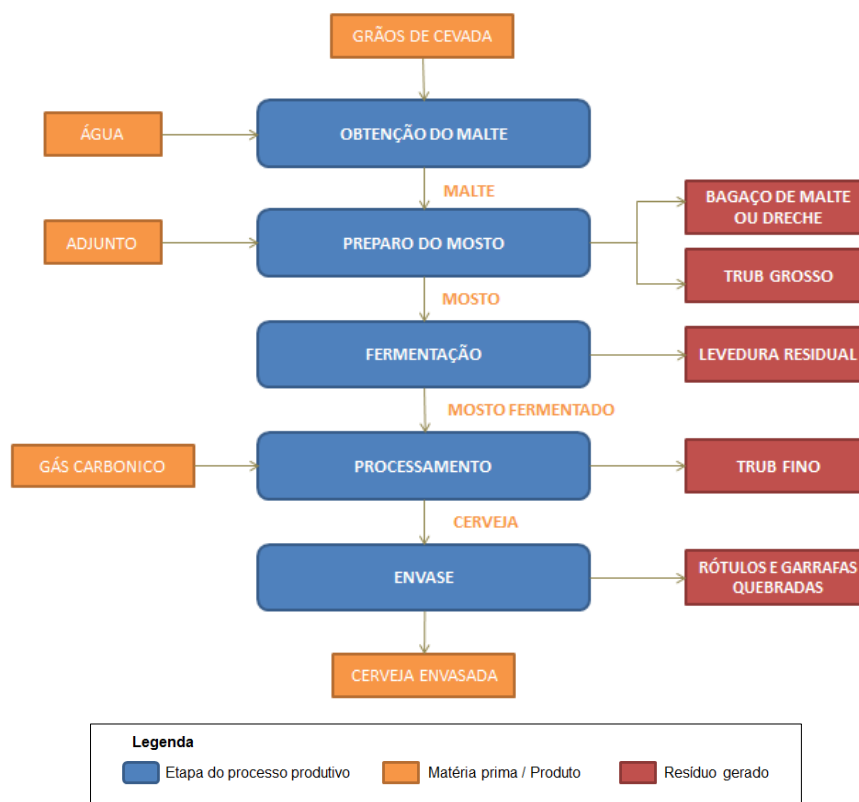 GRÃOS DE CEVADA
ÁGUA
OBTENÇÃO DO MALTE
MALTE
ADJUNTO
PREPARO DO MOSTO
BAGAÇO DE MALTE
OU DRECHE
TRUB GROSSO
MOSTO
FERMENTAÇÃO
LEVEDURA RESIDUAL
MOSTO FERMENTADO
GÁS CARBONICO
PROCESSAMENTO
TRUB FINO
CERVEJA
ENVASE
RÓTULOS E GARRAFAS
QUEBRADAS
CERVEJA ENVASADA
Legenda
Etapa do processo produtivo
Matéria prima / Produto
Resíduo gerado